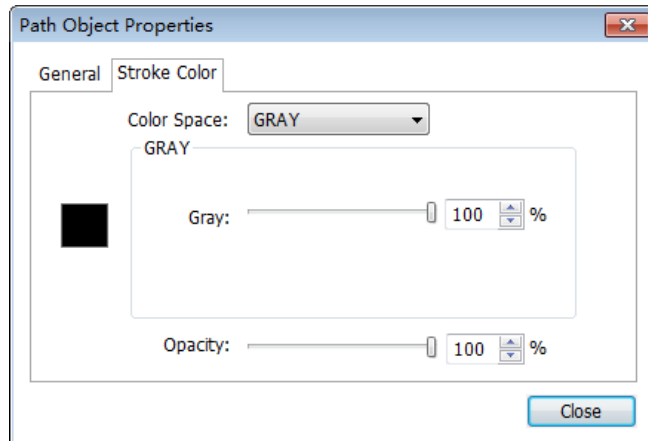 Path Object Properties
General Stroke Color
Color Space: GRAY
GRAY
Gray: 100 %
Opacity: 100 %
Close